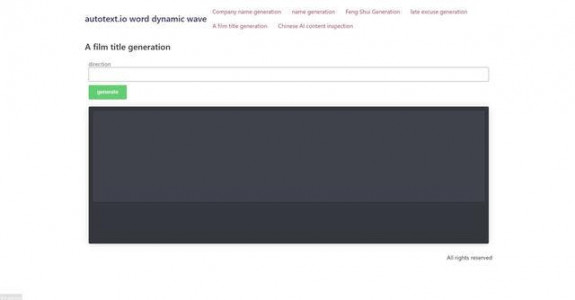 autotext.io word dynamic wave
Company name generation name generation Feng Shui Generation late excuse generation
A film title generation Chinese AI content inspection
A film title generation
direction
generate
All rights reserved